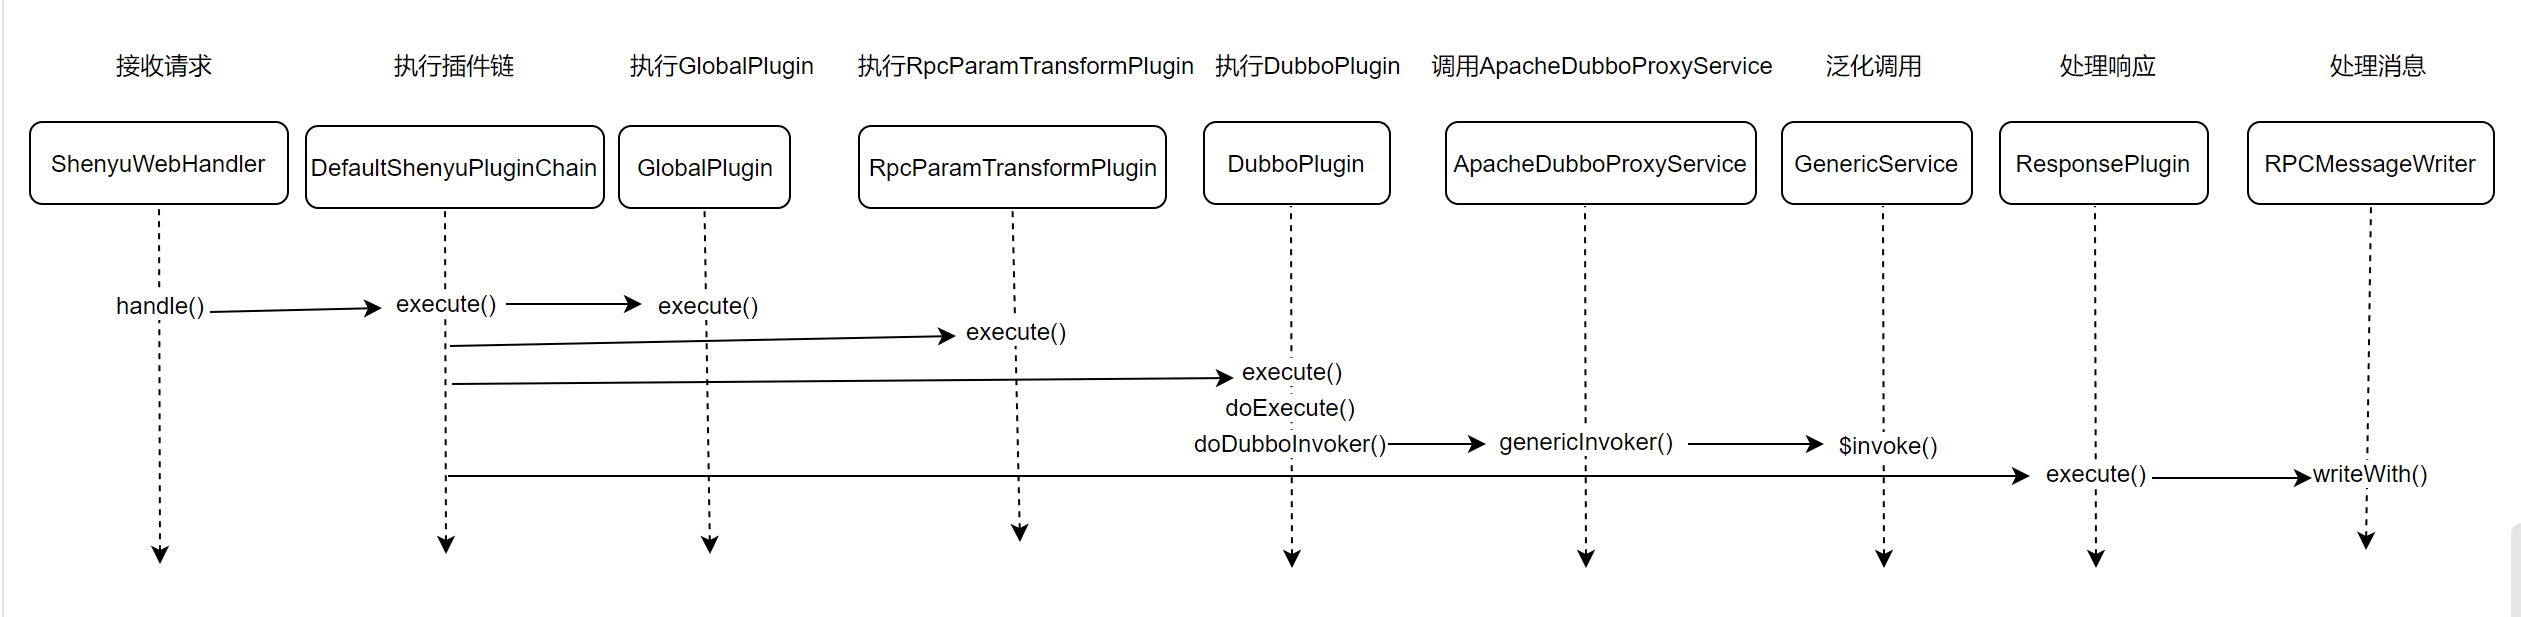 接收请求
执行插件链
执行GlobalPlugin
执行RpcParamTransformPlugin
执行DubboPlugin
调用ApacheDubboProxyService
泛化调用
处理响应
处理消息
ShenyuWebHandler
DefaultShenyuPluginChain
GlobalPlugin
RpcParamTransformPlugin
DubboPlugin
ApacheDubboProxyService
GenericService
ResponsePlugin
RPCMessageWriter
handle()
execute()
execute()
execute()
execute()
doExecute()
doDubboInvoker()
genericInvoker()
$invoke()
execute()
writeWith()